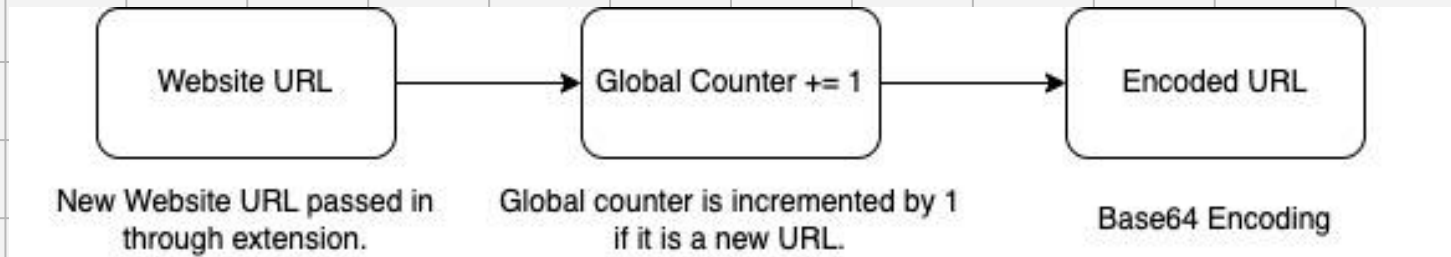 Website URL
Global Counter += 1
Encoded URL
New Website URL passed in
through extension.
Global counter is incremented by 1
if it is a new URL.
Base64 Encoding